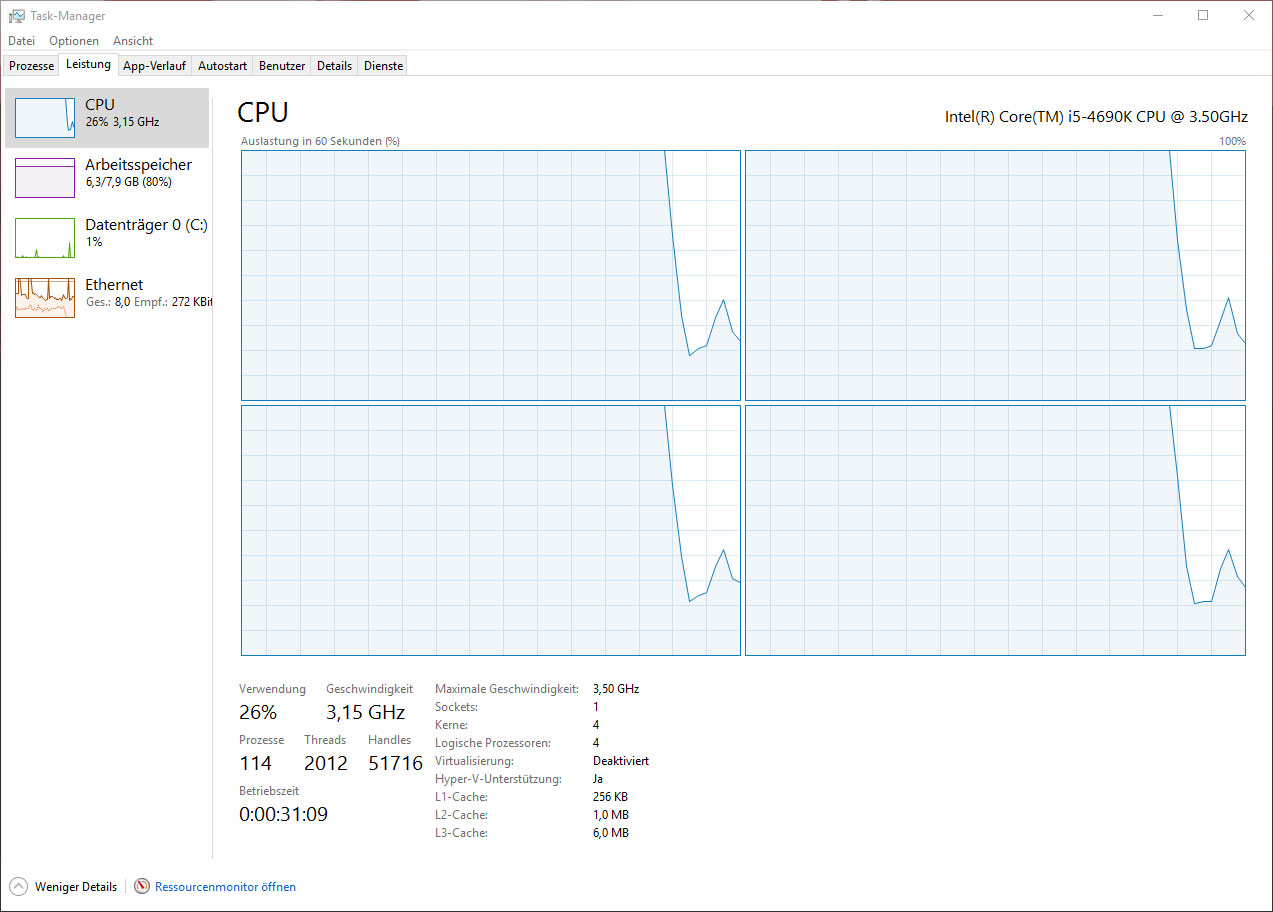 Task-Manager
Datei Optionen Ansicht
Prozesse Leistung App-Verlauf Autostart Benutzer Details Dienste
CPU
26% 3,15 GHz
Arbeitsspeicher
6,3/7,9 GB (80%)
Datenträger 0 (C:)
1%
Ethernet
Ges.: 8,0 Empf.: 272 KBit
CPU
Intel(R) Core(TM) i5-4690K CPU @ 3.50GHz
Auslastung in 60 Sekunden (%)
100%
Verwendung Geschwindigkeit
26% 3,15 GHz
Prozesse Threads Handles
114 2012 51716
Betriebszeit
0:00:31:09
Maximale Geschwindigkeit: 3,50 GHz
Sockets: 1
Kerne: 4
Logische Prozessoren: 4
Virtualisierung: Deaktiviert
Hyper-V-Unterstützung: Ja
L1-Cache: 256 KB
L2-Cache: 1,0 MB
L3-Cache: 6,0 MB
Weniger Details
Ressourcenmonitor öffnen